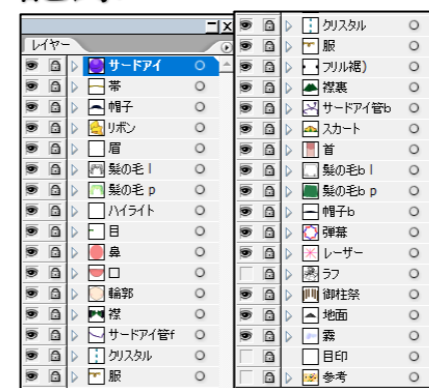 レイヤー
サードアイ
帯
帽子
リボン
眉
髪の毛 l
髪の毛 p
ハイライト
目
鼻
口
輪郭
襟
サードアイ管f
クリスタル
服
クリスタル
服
フリル裾)
襟裏
サードアイ管b
スカート
首
髪の毛b l
髪の毛b p
帽子b
弾幕
レーザー
ラフ
御柱祭
地面
霧
目印
参考